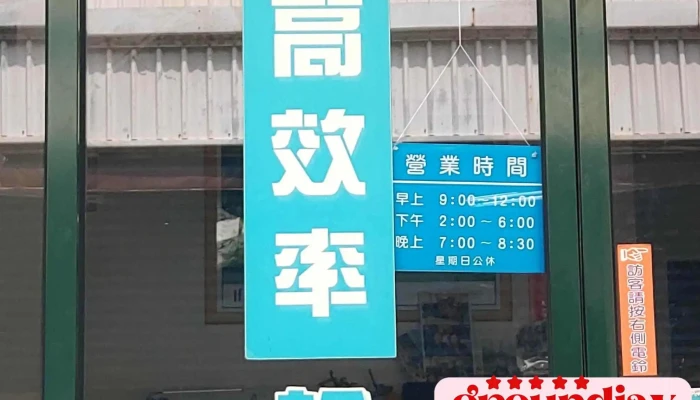 高效率
營業時間
早上 9:00～12:00
下午 2:00～6:00
晚上 7:00～8:30
星期日公休
訪客請按右側電鈴